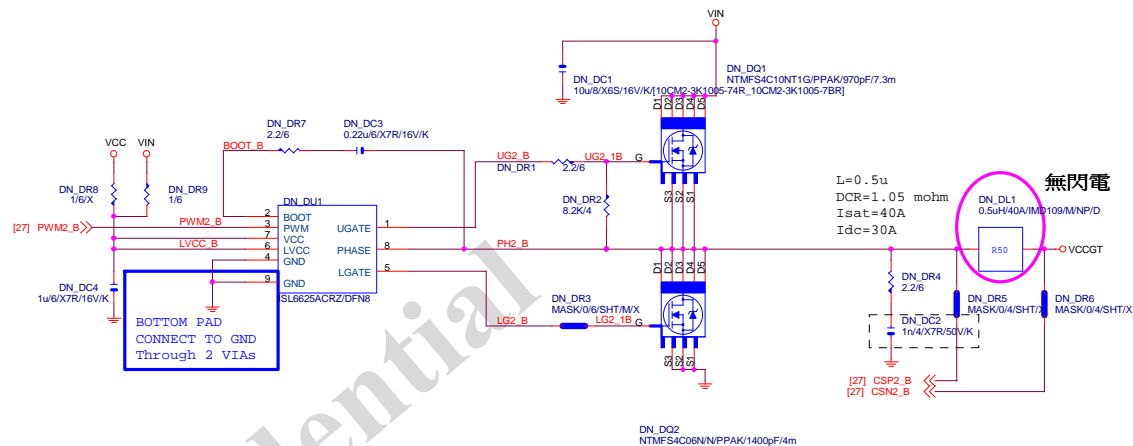 VIN
DN_DQ1
NTMFS4C10NT1G/PPAK/970pF/7.3m
DN_DC1
10u/8/X6S/16V/K/[10CM2-3K1005-74R_10CM2-3K1005-7BR]
D1
D2
D3
D4
D5
DN_DR7
2.2/6
DN_DC3
0.22u/6/X7R/16V/K
VCC
VIN
BOOT_B
UG2_B
DN_DR1
2.2/6
UG2_1B
G
S3
S2
S1
DN_DR8
1/6/X
DN_DR9
1/6
DN_DR2
8.2K/4
L=0.5u
DCR=1.05 mohm
Isat=40A
Idc=30A
無閃電
DN_DL1
0.5uH/40A/IMD109/M/NP/D
R50
VCCGT
DN_DU1
[27] PWM2_B
PWM2_B
LVCC_B
2
3
7
6
4
9
BOOT
PWM
VCC
LVCC
GND
GND
UGATE
PHASE
LGATE
1
8
5
ISL6625ACRZ/DFN8
PH2_B
D1
D2
D3
D4
D5
DN_DC4
1u/6/X7R/16V/K
BOTTOM PAD
CONNECT TO GND
Through 2 VIAs
DN_DR3
MASK/0/6/SHT/M/X
LG2_B
LG2_1B
G
S3
S2
S1
DN_DR4
2.2/6
DN_DR5
MASK/0/4/SHT/X
DN_DR6
MASK/0/4/SHT/X
DN_DC2
1n/4/X7R/50V/K
[27] CSP2_B
[27] CSN2_B
DN_DQ2
NTMFS4C06N/N/PPAK/1400pF/4m
dential